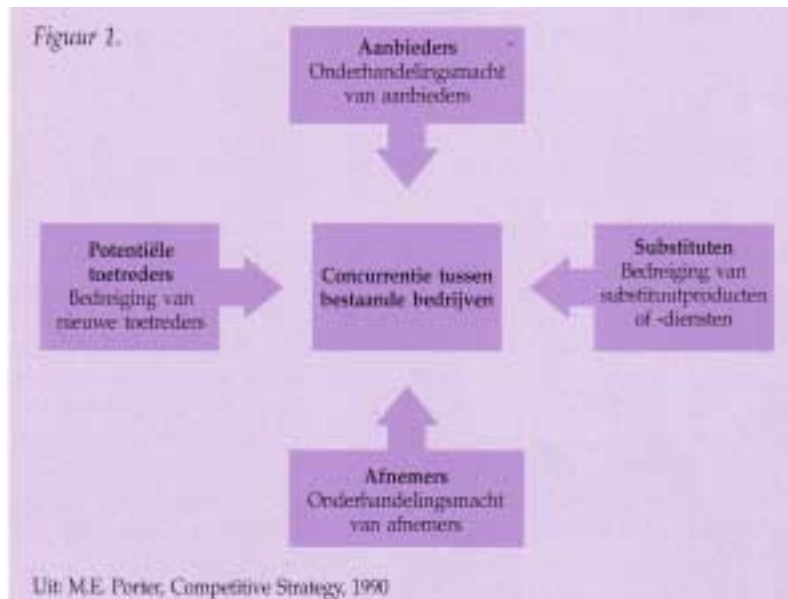 Figuur 1.
Aanbieders
Onderhandelingsmacht
van aanbieders
Potentiële
toetreders
Bedreiging van
nieuwe toetreders
Concurrentie tussen
bestaande bedrijven
Substituten
Bedreiging van
substituutproducten
of -diensten
Afnemers
Onderhandelingsmacht
van afnemers
Uit: M.E. Porter, Competitive Strategy, 1990